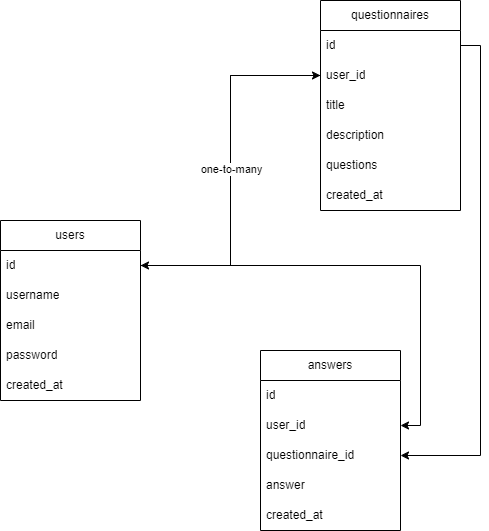 questionnaires
id
user_id
title
description
questions
created_at
one-to-many
users
id
username
email
password
created_at
answers
id
user_id
questionnaire_id
answer
created_at